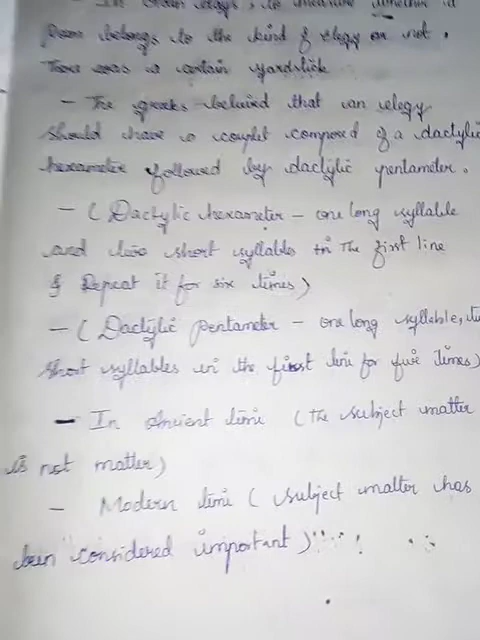 to measure whether a
Poem belongs to the kind of elegy or not.
There was a certain yardstick
- The greeks believed that an elegy
should have a couplet composed of a dactylic
hexameter followed by dactylic pentameter.
- (Dactylic hexameter - one long syllable
and two short syllables in The first line
& Repeat it for six times)
- (Dactylic pentameter - one long syllable,
short syllables in the first line for five times)
- In Ancient time (The subject matter
is not matter)
- Modern time (subject matter has
been considered important)